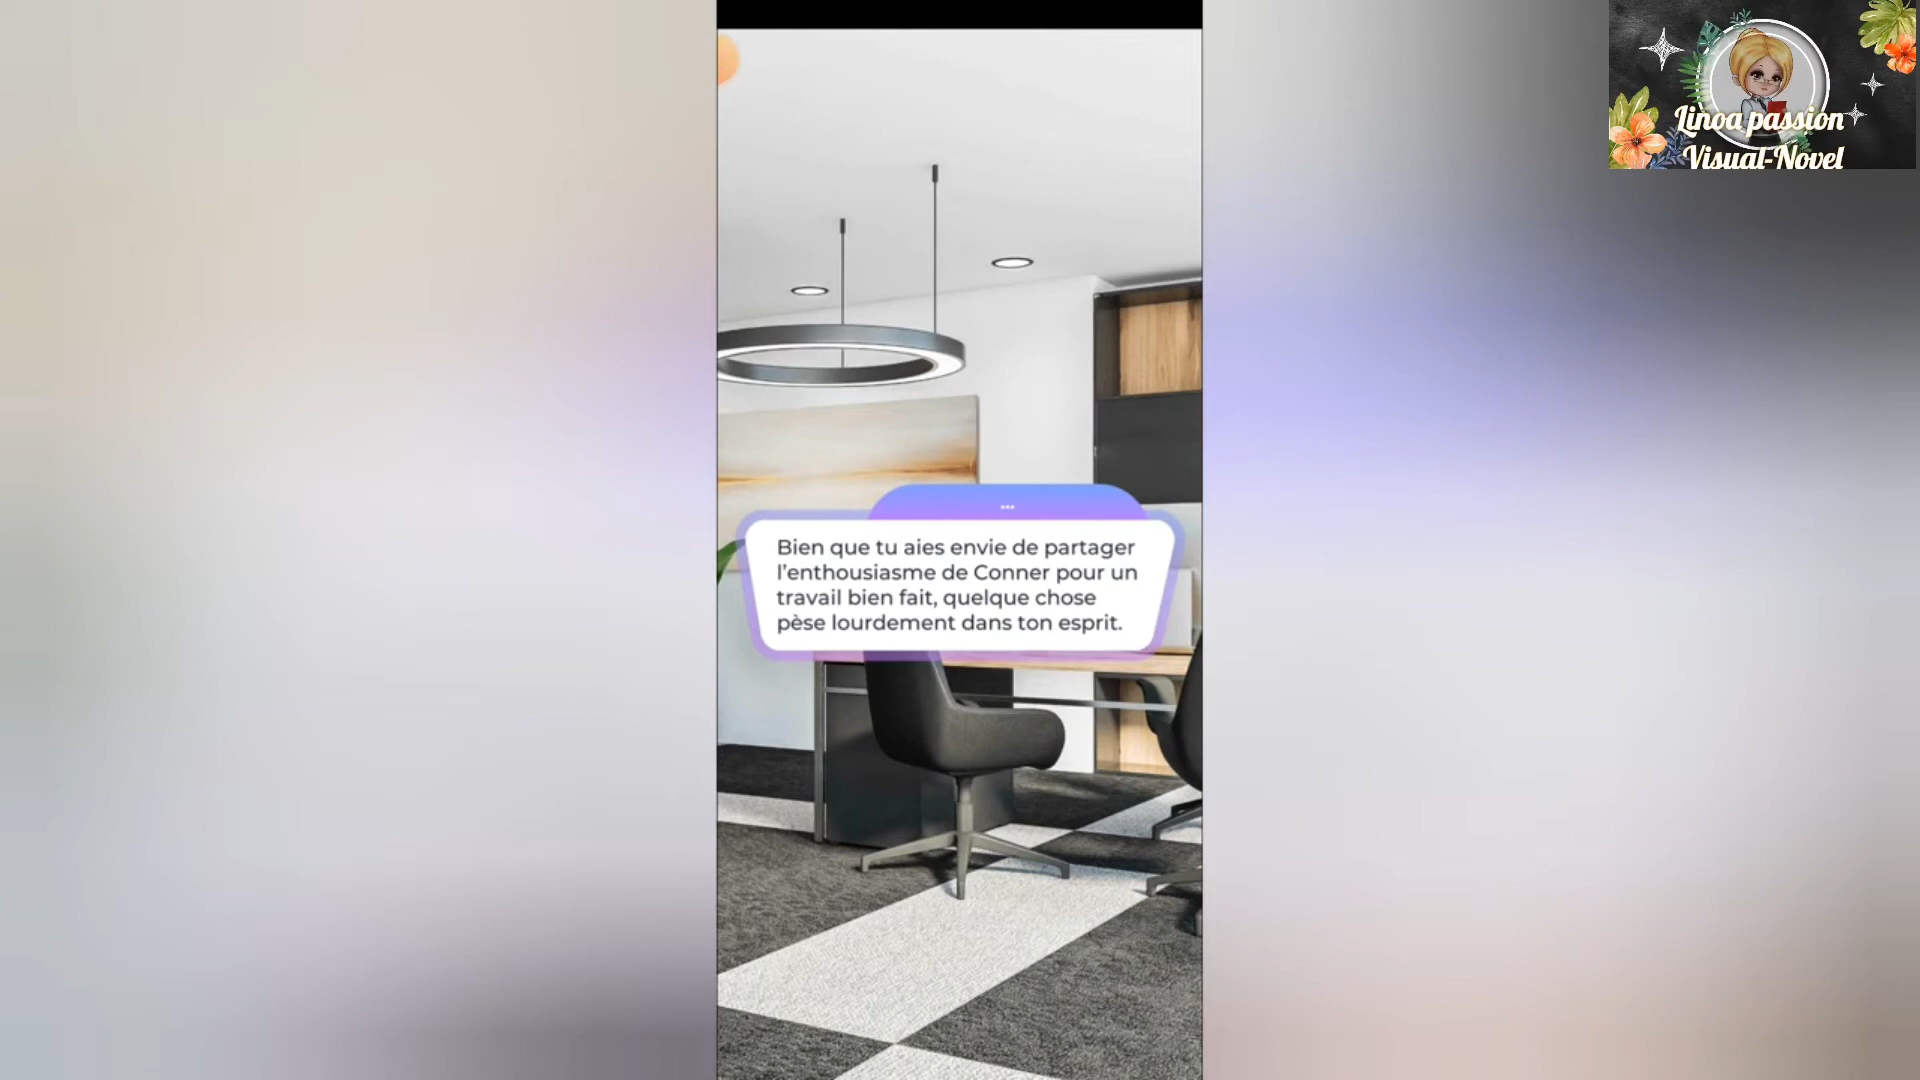 Linoa passion
Visual-Novel
...
Bien que tu aies envie de partager
l'enthousiasme de Conner pour un
travail bien fait, quelque chose
pèse lourdement dans ton esprit.